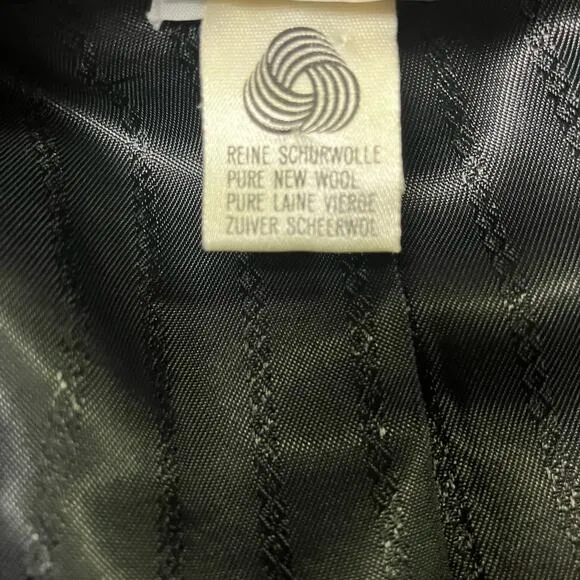 REINE SCHURWOLLE
PURE NEW WOOL
PURE LAINE VIERGE
ZUIVER SCHEERWOL